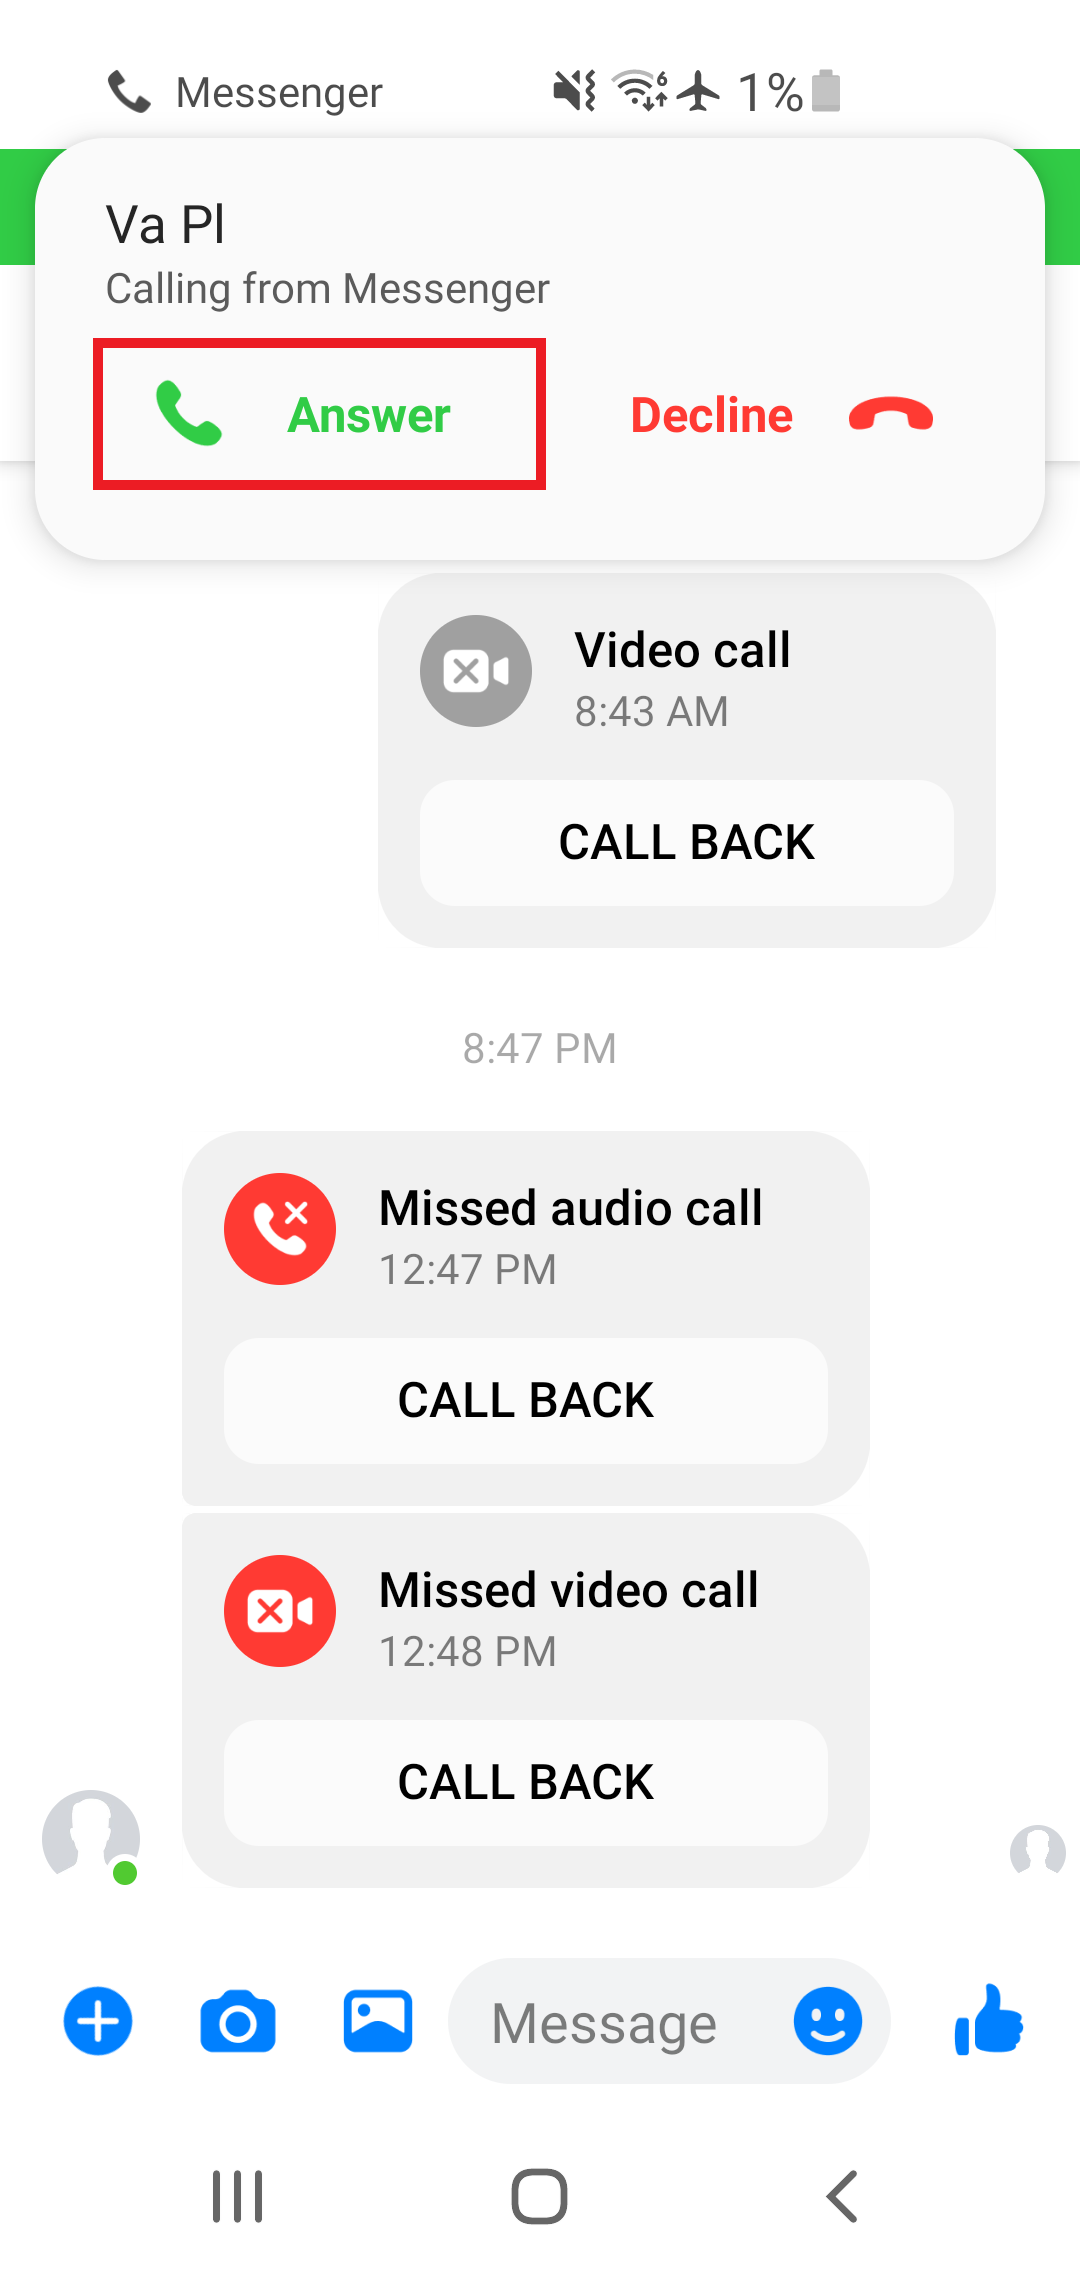 Messenger 6 1%
Va Pl
Calling from Messenger
Answer Decline
Video call
8:43 AM
CALL BACK
8:47 PM
Missed audio call
12:47 PM
CALL BACK
Missed video call
12:48 PM
CALL BACK
Message